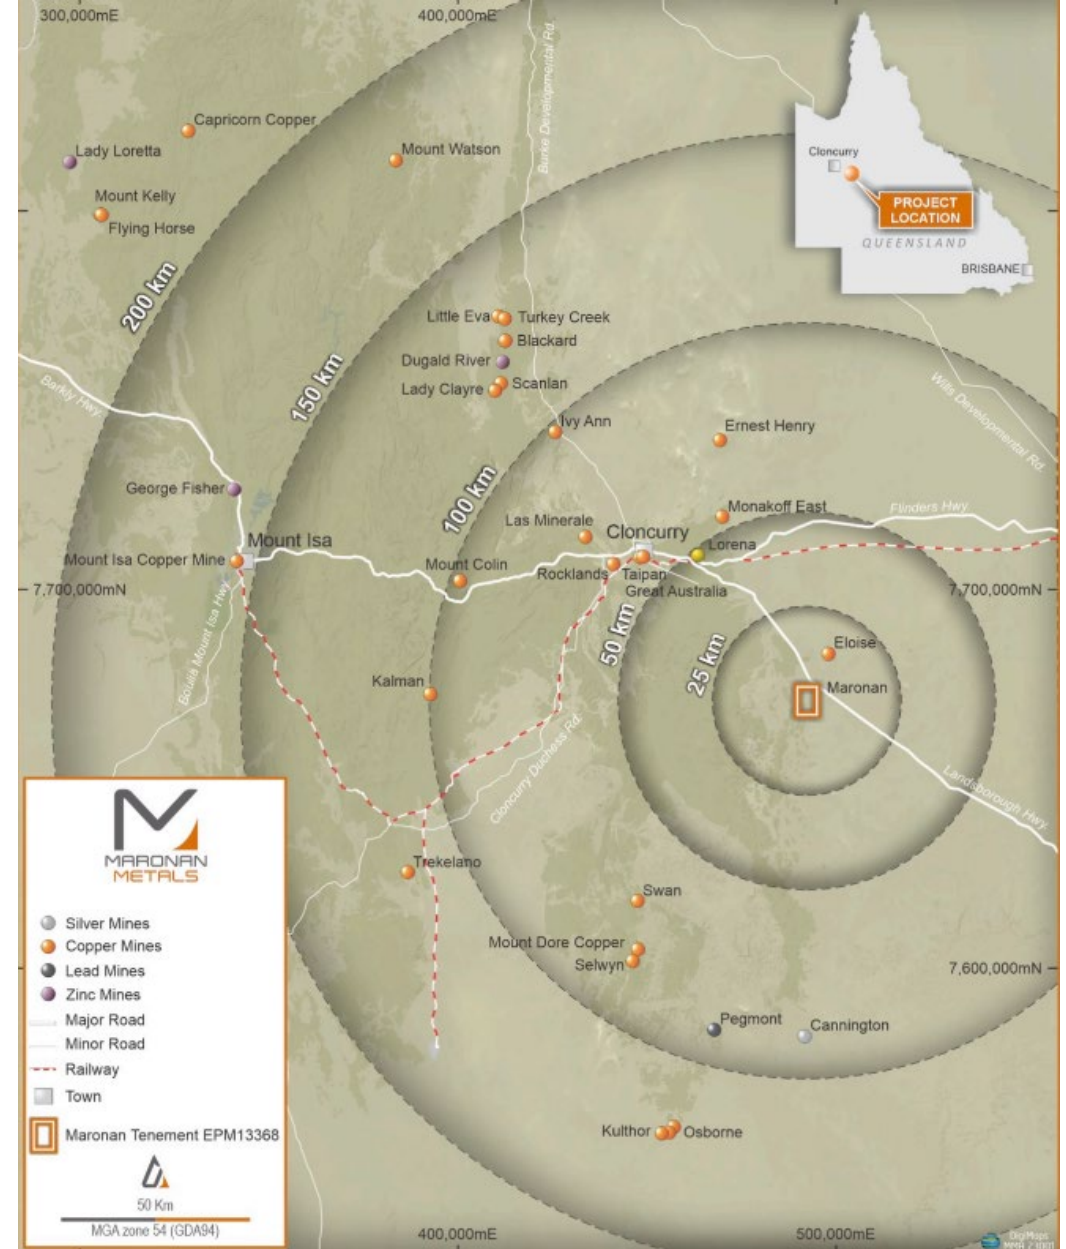 300,000mE
400,000mE
Burke Developmental Rd.
Capricorn Copper
Lady Loretta
Mount Watson
Mount Kelly
Flying Horse
Cloncurry
PROJECT
LOCATION
QUEENSLAND
BRISBANE
200 km
150 km
100 km
50 km
25 km
Little Eva
Turkey Creek
Blackard
Dugald River
Lady Clayre
Scanlan
Ivy Ann
Ernest Henry
Wills Developmental Rd.
Barkly Hwy.
George Fisher
Mount Isa
Mount Isa Copper Mine
7,700,000mN
Boulia Mount Isa Hwy
Las Minerale
Cloncurry
Monakoff East
Flinders Hwy.
Lorena
Mount Colin
Rocklands
Taipan
Great Australia
7,700,000mN
Eloise
Maronan
Kalman
Cloncurry Duchess Rd.
Landsborough Hwy.
Trekelano
Swan
Mount Dore Copper
Selwyn
7,600,000mN
Pegmont
Cannington
Kulthor
Osborne
MARONAN
METALS
Silver Mines
Copper Mines
Lead Mines
Zinc Mines
Major Road
Minor Road
Railway
Town
Maronan Tenement EPM13368
50 Km
MGA zone 54 (GDA94)
400,000mE
500,000mE
DigiMaps